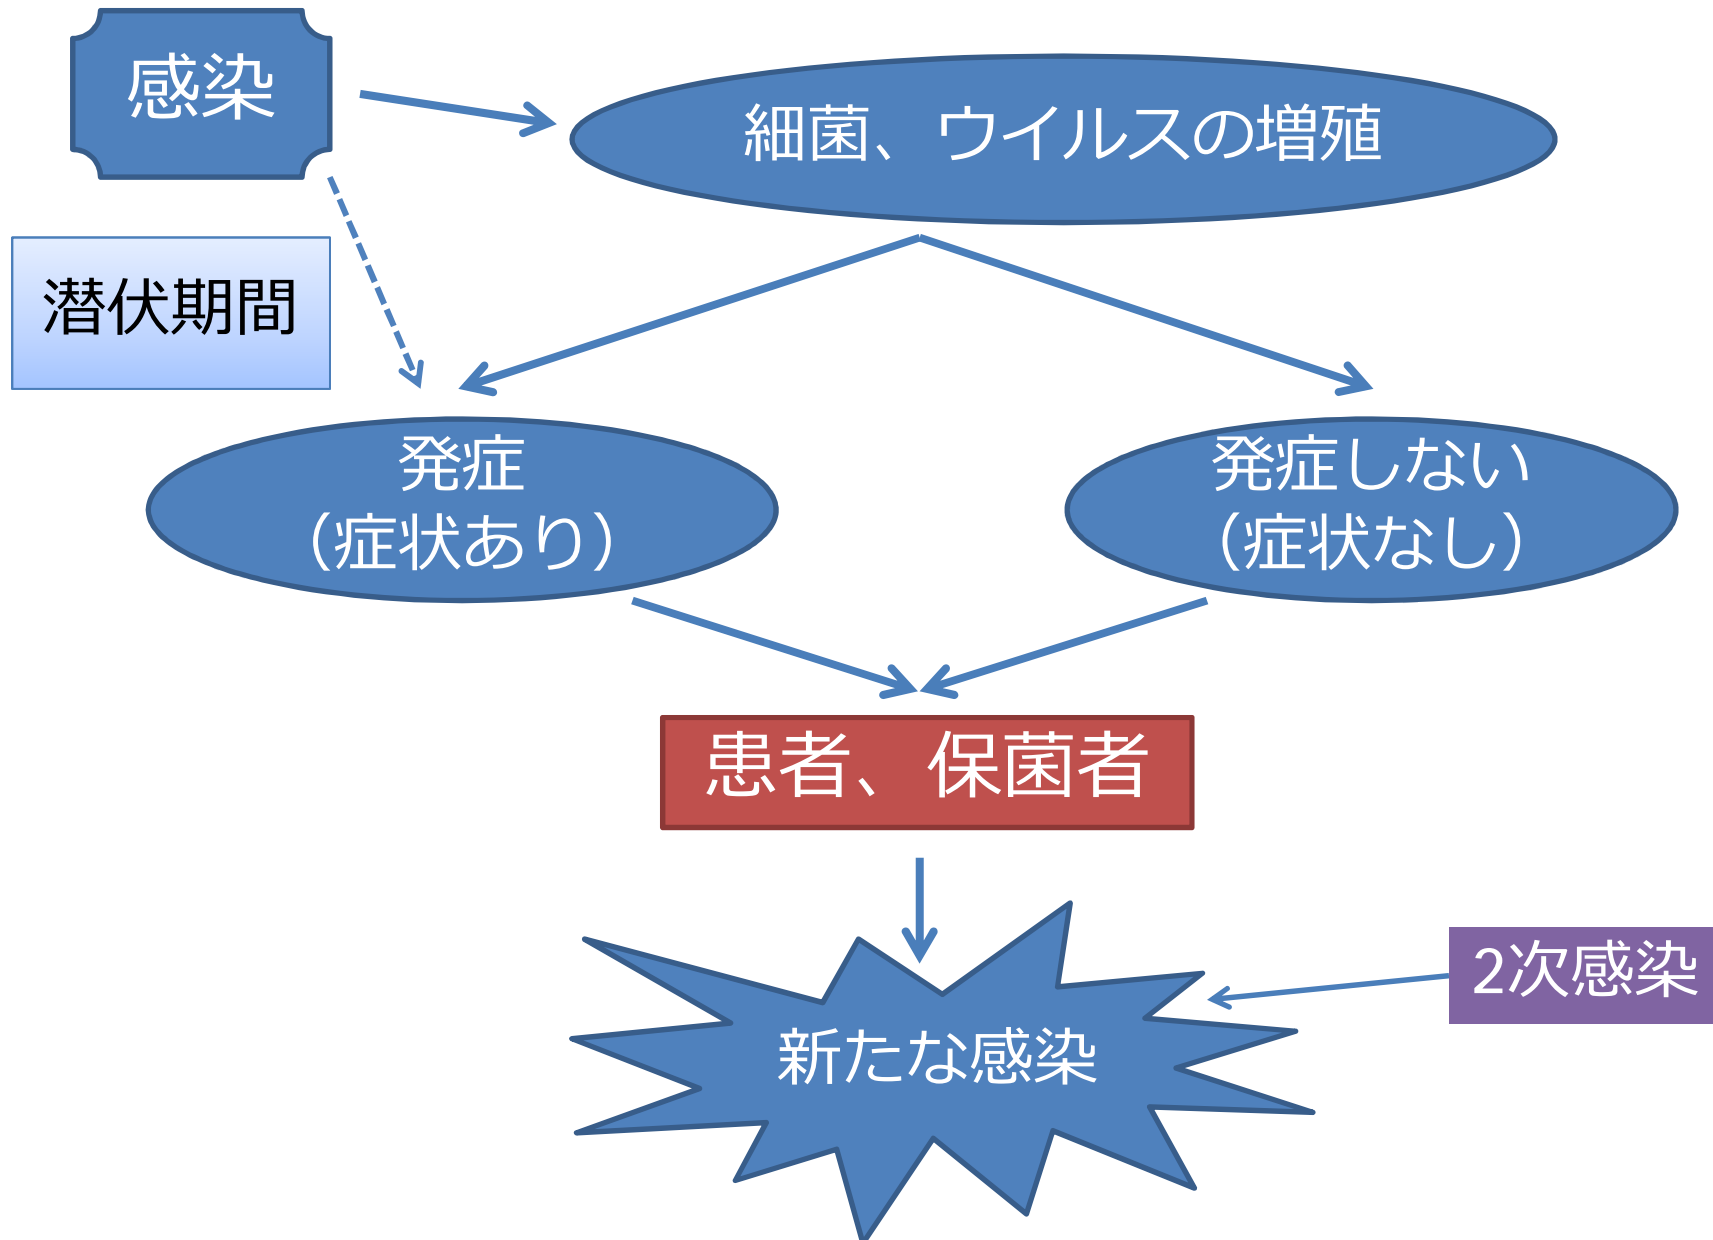 感染
細菌、ウイルスの増殖
潜伏期間
発症
（症状あり）
発症しない
（症状なし）
患者、保菌者
2次感染
新たな感染